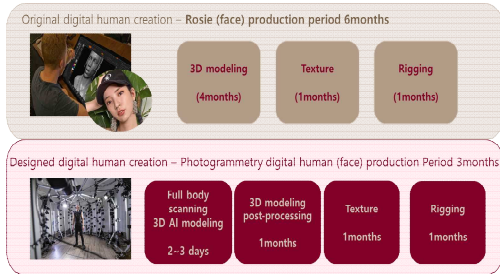 Original digital human creation – Rosie (face) production period 6months
3D modeling
(4months)
Texture
(1months)
Rigging
(1months)
Designed digital human creation – Photogrammetry digital human (face) production Period 3months
Full body
scanning
3D AI modeling
2~3 days
3D modeling
post-processing
1months
Texture
1months
Rigging
1months